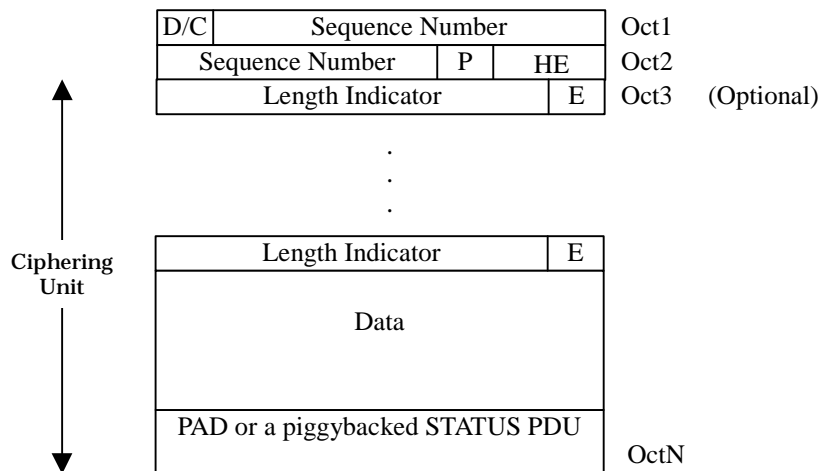 D/C Sequence Number Oct1
Sequence Number P HE Oct2
Length Indicator E Oct3 (Optional)
.
.
.
Length Indicator E
Ciphering
Unit
Data
PAD or a piggybacked STATUS PDU
OctN